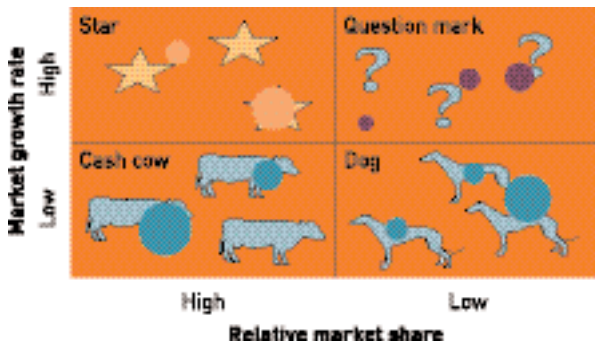 Market growth rate
High
Low
Star
Question mark
?
?
?
Cash cow
Dog
High
Low
Relative market share